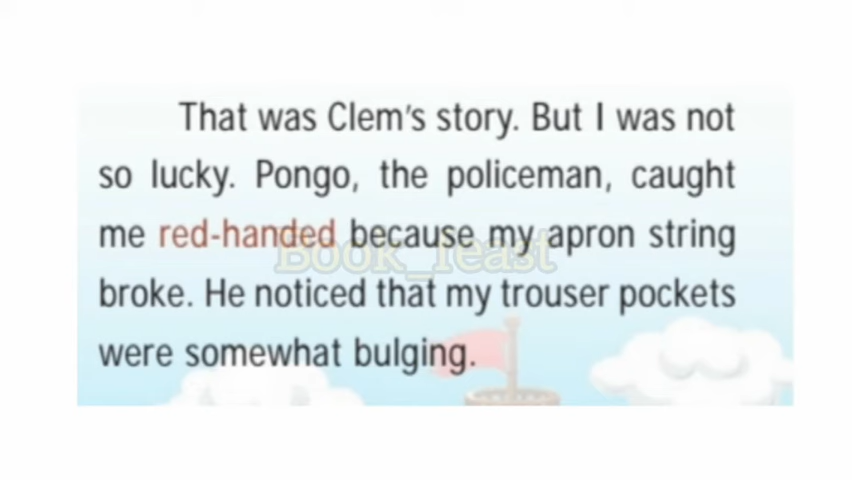 That was Clem's story. But I was not
so lucky. Pongo, the policeman, caught
me red-handed because my apron string
Book_feast
broke. He noticed that my trouser pockets
were somewhat bulging.